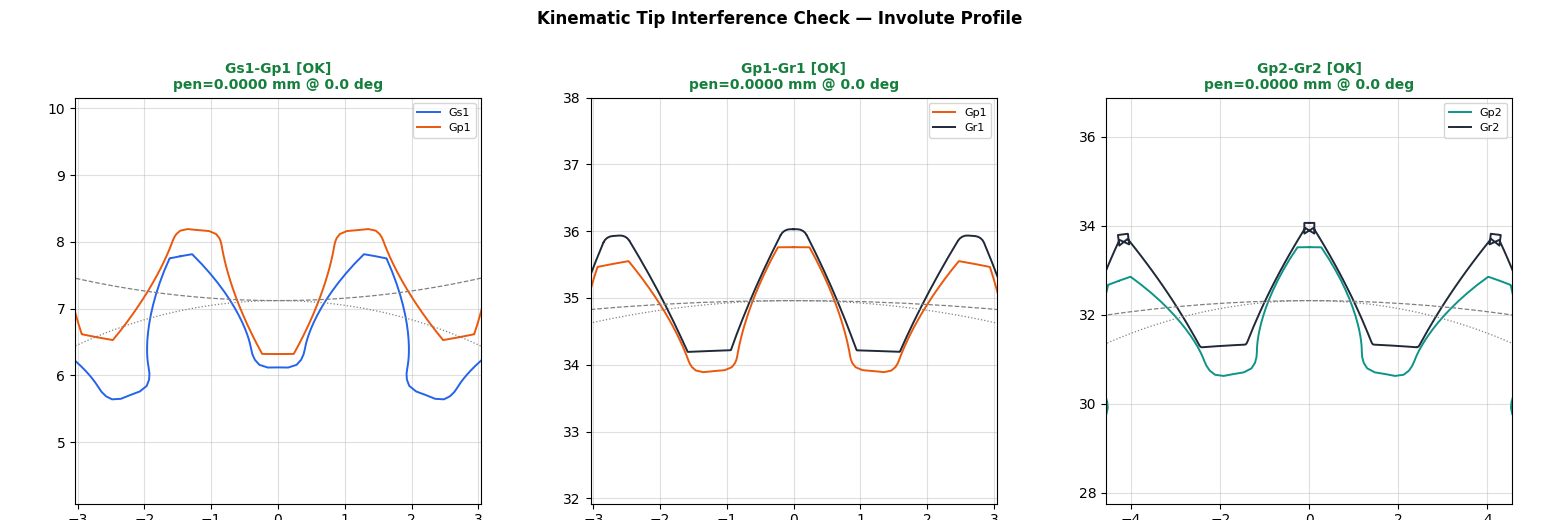 Kinematic Tip Interference Check — Involute Profile
Gs1-Gp1 [OK]
pen=0.0000 mm @ 0.0 deg
Gs1
Gp1
10
9
8
7
6
5
−3
−2
−1
0
1
2
3
Gp1-Gr1 [OK]
pen=0.0000 mm @ 0.0 deg
Gp1
Gr1
38
37
36
35
34
33
32
−3
−2
−1
0
1
2
3
Gp2-Gr2 [OK]
pen=0.0000 mm @ 0.0 deg
Gp2
Gr2
36
34
32
30
28
−4
−2
0
2
4